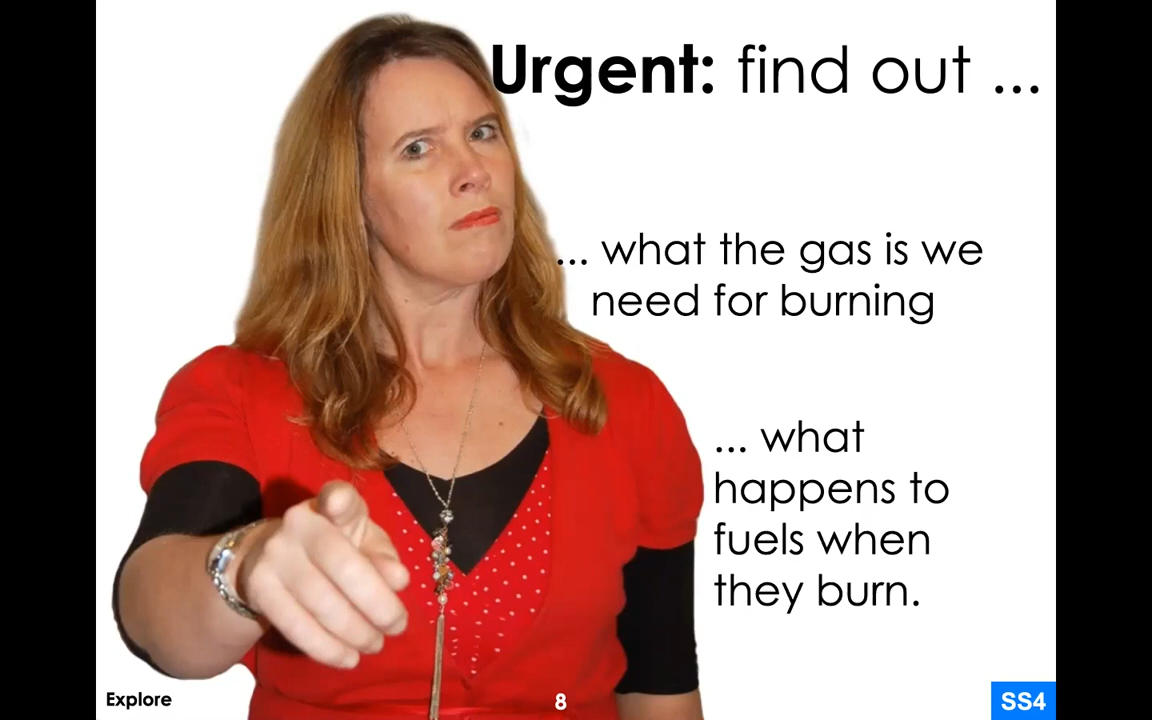 Urgent: find out ...
... what the gas is we
need for burning
... what
happens to
fuels when
they burn.
Explore
8
SS4